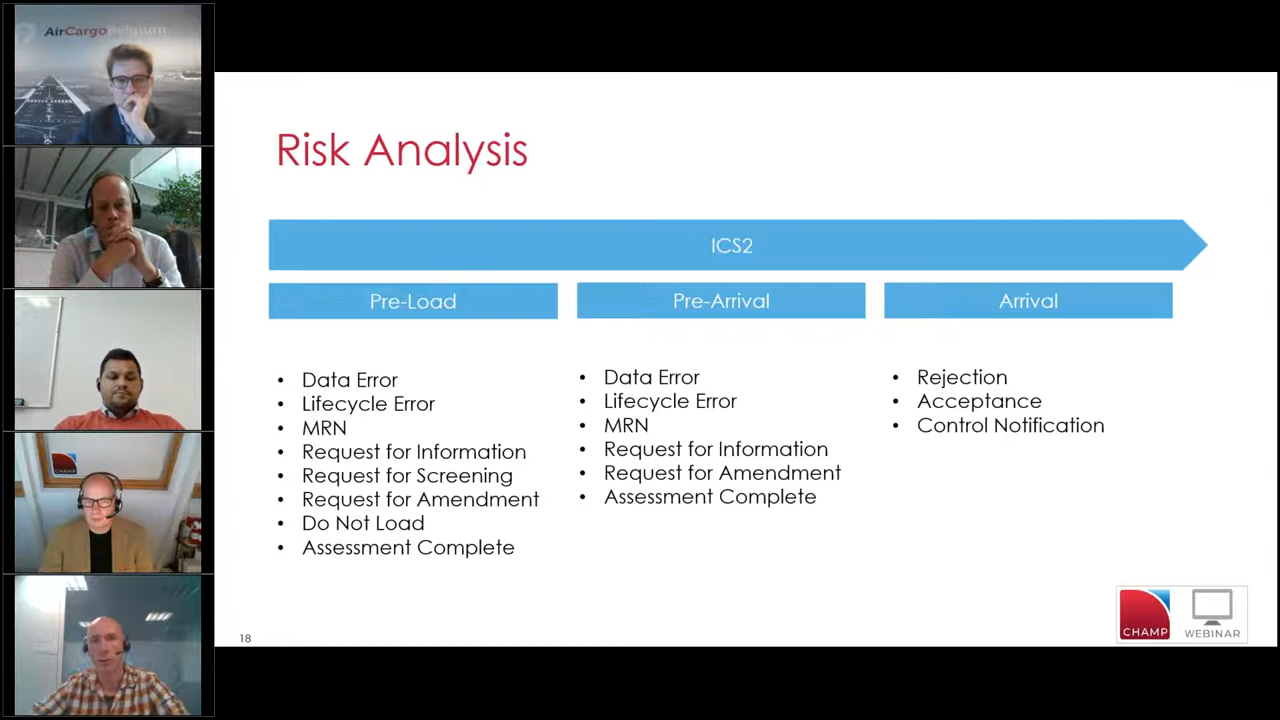 AirCargo Belgium
CHAMP
Risk Analysis
ICS2
Pre-Load
Pre-Arrival
Arrival
• Data Error
• Lifecycle Error
• MRN
• Request for Information
• Request for Screening
• Request for Amendment
• Do Not Load
• Assessment Complete
• Data Error
• Lifecycle Error
• MRN
• Request for Information
• Request for Amendment
• Assessment Complete
• Rejection
• Acceptance
• Control Notification
18
CHAMP
WEBINAR